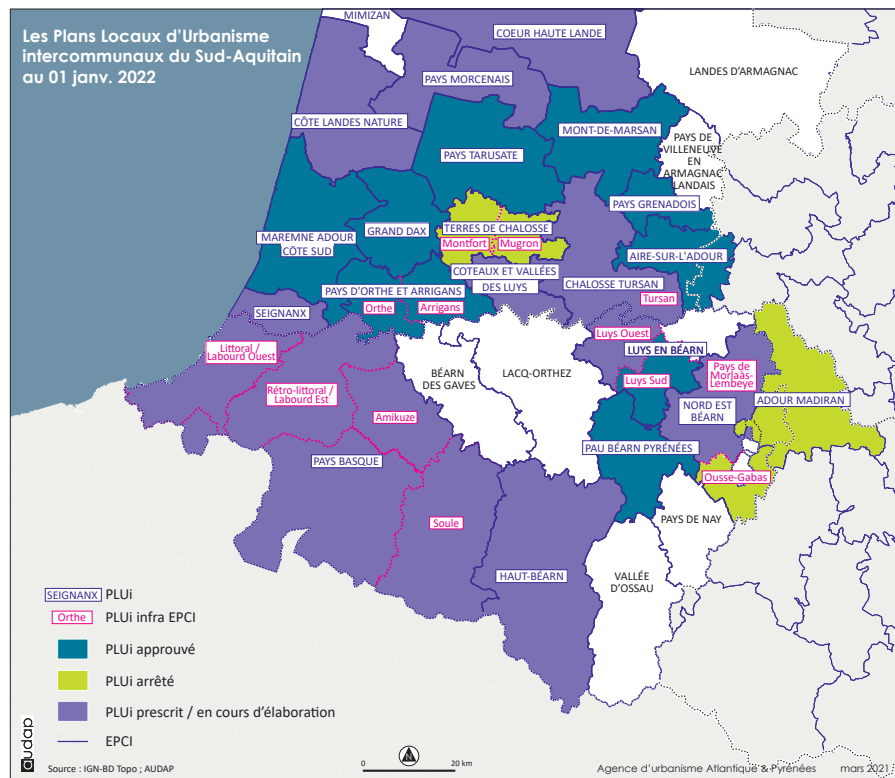 Les Plans Locaux d'Urbanisme
intercommunaux du Sud-Aquitain
au 01 janv. 2022
MIMIZAN
COEUR HAUTE LANDE
LANDES D'ARMAGNAC
PAYS MORCENAIS
CÔTE LANDES NATURE
MONT-DE-MARSAN
PAYS TARUSATE
PAYS DE
VILLENEUVE
EN
ARMAGNAC
LANDAIS
PAYS GRENADOIS
GRAND DAX
TERRES DE CHALOSSE
Montfort
Mugron
MAREMNE ADOUR
CÔTE SUD
AIRE-SUR-L'ADOUR
COTEAUX ET VALLÉES
DES LUYS
CHALOSSE TURSAN
Tursan
PAYS D'ORTHE ET ARRIGANS
Orthe
Arrigans
SEIGNANX
Luys Ouest
Littoral /
Labourd Ouest
LUYS EN BÉARN
BÉARN
DES GAVES
LACQ-ORTHEZ
Luys Sud
Pays de
Morlaàs-
Lembeye
Rétro-littoral /
Labourd Est
ADOUR MADIRAN
NORD EST
BÉARN
Amikuze
PAU BÉARN PYRÉNÉES
PAYS BASQUE
Ousse-Gabas
PAYS DE NAY
Soule
HAUT-BÉARN
VALLÉE
D'OSSAU
SEIGNANX PLUi
Orthe PLUi infra EPCI
PLUi approuvé
PLUi arrêté
PLUi prescrit / en cours d'élaboration
EPCI
audap
Source : IGN-BD Topo ; AUDAP
0 N 20 km
Agence d'urbanisme Atlantique & Pyrénées mars 2021